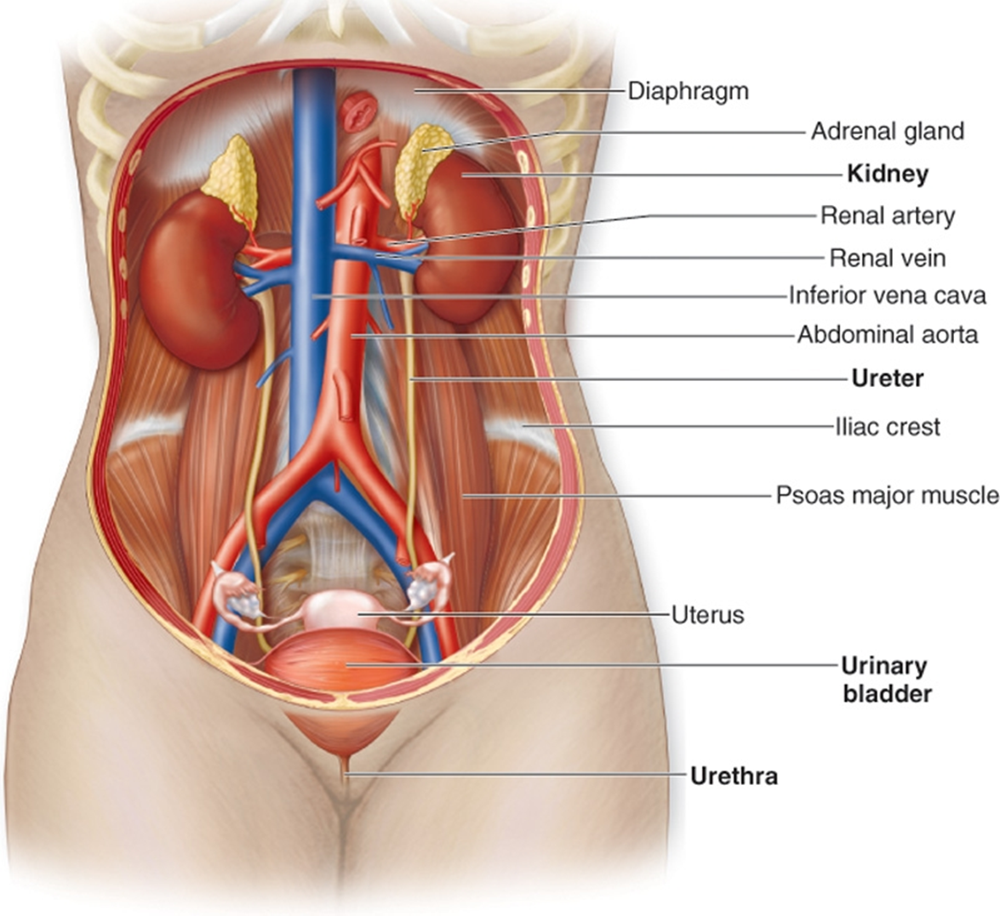 Diaphragm
Adrenal gland
Kidney
Renal artery
Renal vein
Inferior vena cava
Abdominal aorta
Ureter
Iliac crest
Psoas major muscle
Uterus
Urinary
bladder
Urethra